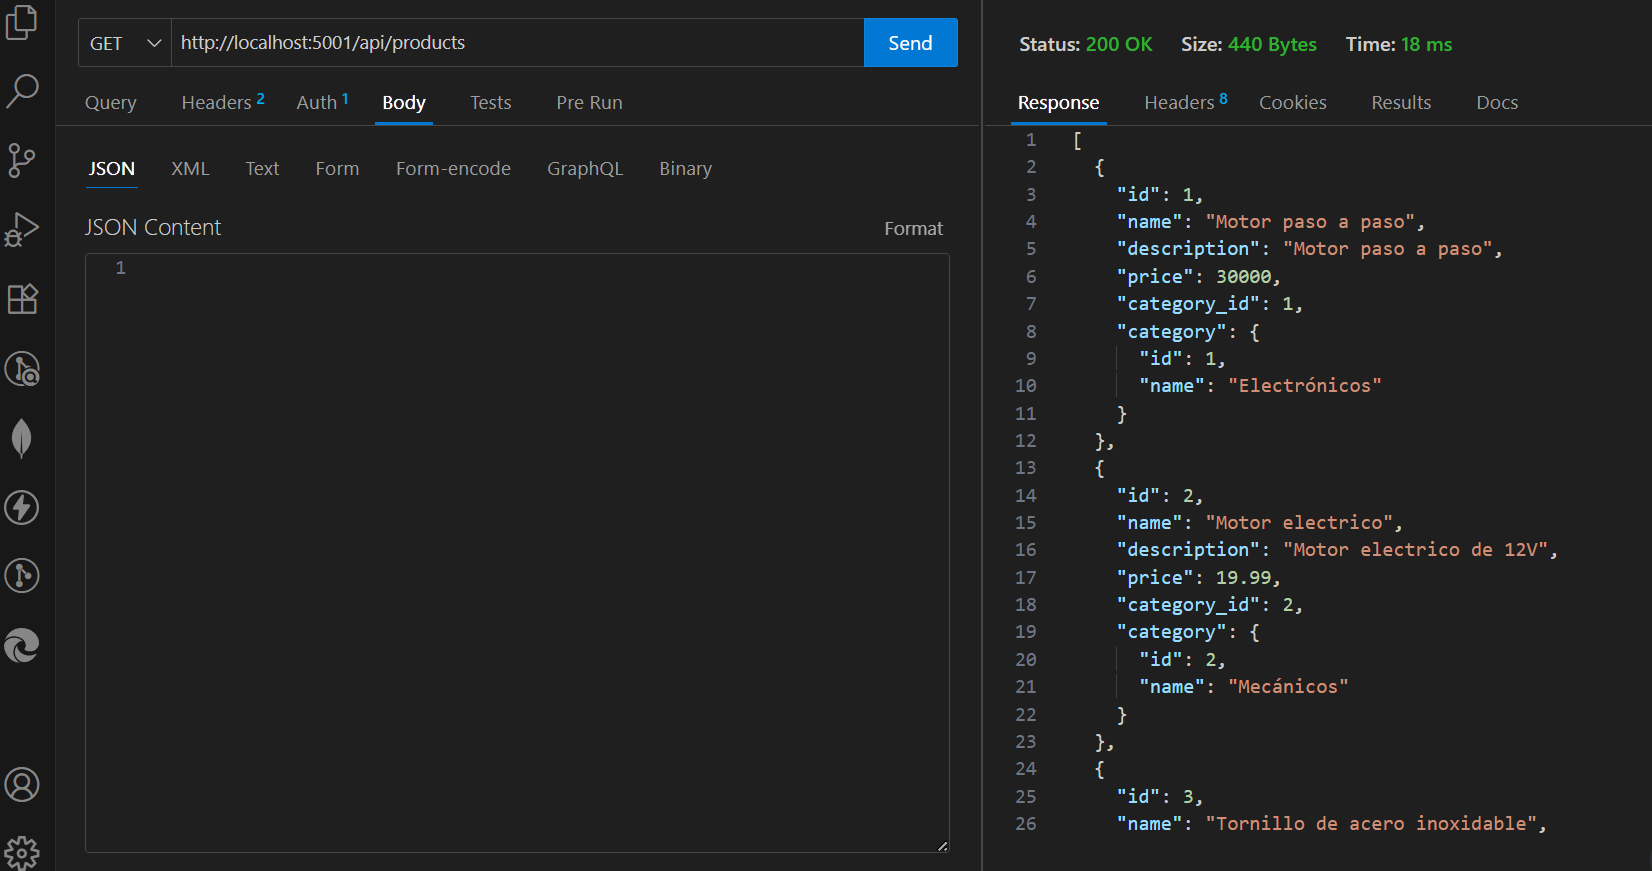 GET http://localhost:5001/api/products Send
Query Headers 2 Auth 1 Body Tests Pre Run
JSON XML Text Form Form-encode GraphQL Binary
JSON Content Format
1
Status: 200 OK Size: 440 Bytes Time: 18 ms
Response Headers 8 Cookies Results Docs
1 [
2 {
3 "id": 1,
4 "name": "Motor paso a paso",
5 "description": "Motor paso a paso",
6 "price": 30000,
7 "category_id": 1,
8 "category": {
9 "id": 1,
10 "name": "Electrónicos"
11 }
12 },
13 {
14 "id": 2,
15 "name": "Motor electrico",
16 "description": "Motor electrico de 12V",
17 "price": 19.99,
18 "category_id": 2,
19 "category": {
20 "id": 2,
21 "name": "Mecánicos"
22 }
23 },
24 {
25 "id": 3,
26 "name": "Tornillo de acero inoxidable",